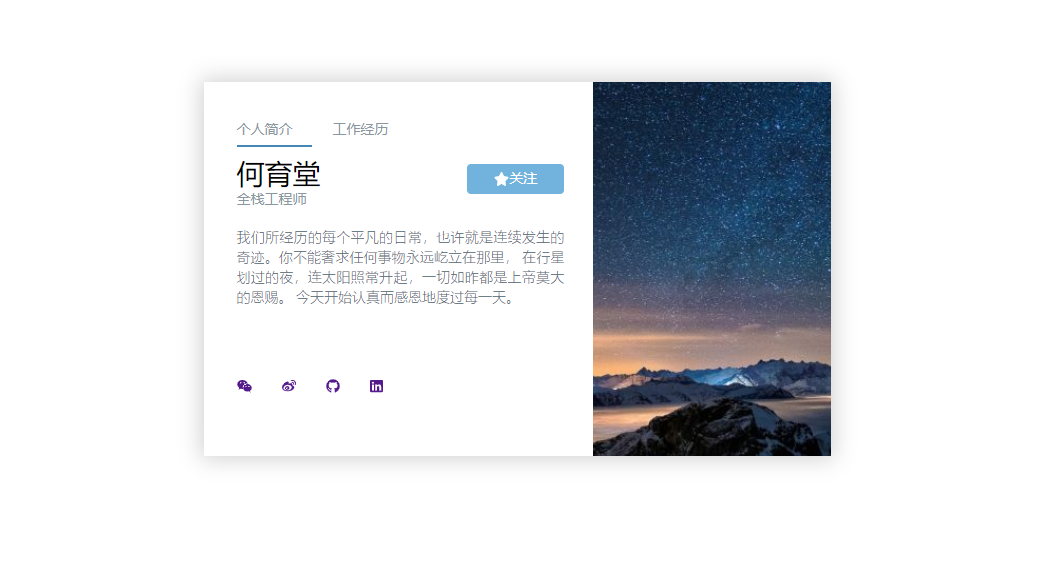 个人简介 工作经历
何育堂
关注
全栈工程师
我们所经历的每个平凡的日常，也许就是连续发生的
奇迹。你不能奢求任何事物永远屹立在那里， 在行星
划过的夜，连太阳照常升起，一切如昨都是上帝莫大
的恩赐。 今天开始认真而感恩地度过每一天。
in